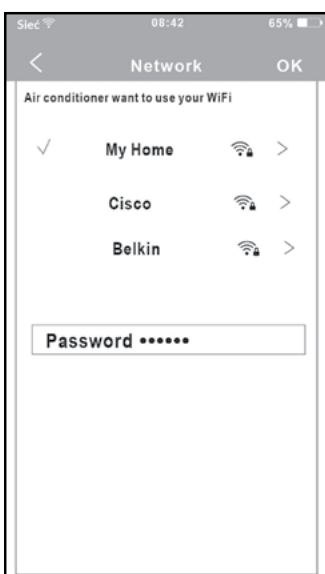 Sieć 08:42 65%
Network OK
Air conditioner want to use your WiFi
My Home
Cisco
Belkin
Password ••••••